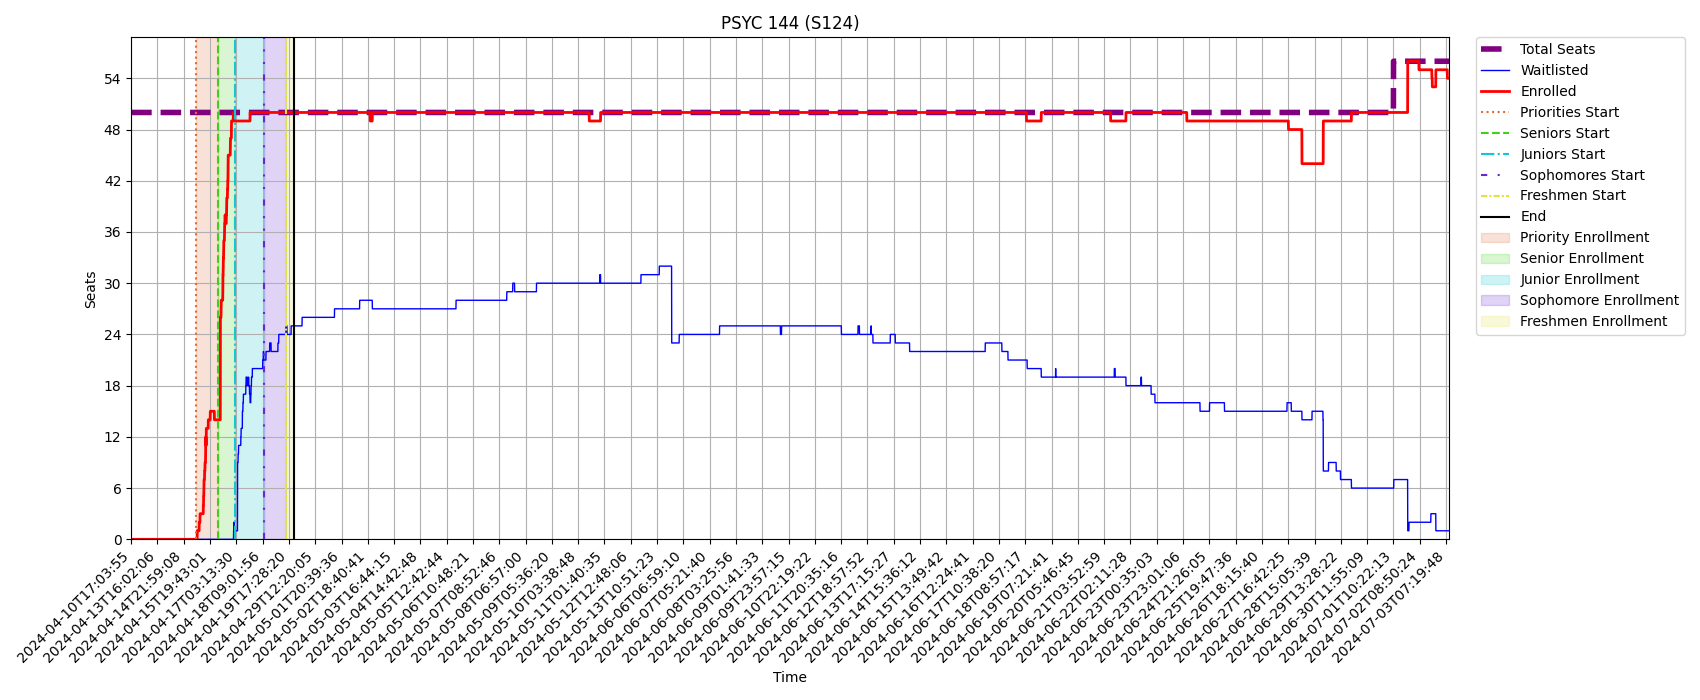 PSYC 144 (S124)
Total Seats
Waitlisted
Enrolled
Priorities Start
Seniors Start
Juniors Start
Sophomores Start
Freshmen Start
End
Priority Enrollment
Senior Enrollment
Junior Enrollment
Sophomore Enrollment
Freshmen Enrollment
Seats
54
48
42
36
30
24
18
12
6
0
2024-04-10T17:03:55
2024-04-13T16:02:06
2024-04-14T21:59:08
2024-04-15T19:43:01
2024-04-17T03:13:30
2024-04-18T09:01:56
2024-04-19T17:28:20
2024-04-29T12:20:05
2024-05-01T20:39:36
2024-05-02T18:40:41
2024-05-03T16:44:15
2024-05-04T14:42:48
2024-05-05T12:42:44
2024-05-06T10:48:21
2024-05-07T08:52:46
2024-05-08T06:57:00
2024-05-09T05:36:20
2024-05-10T03:38:48
2024-05-11T01:40:35
2024-05-12T12:48:06
2024-05-13T10:51:23
2024-06-06T06:59:10
2024-06-07T05:21:40
2024-06-08T03:25:56
2024-06-09T01:41:33
2024-06-09T23:57:15
2024-06-10T22:19:22
2024-06-11T20:35:16
2024-06-12T18:57:52
2024-06-13T17:15:27
2024-06-14T15:36:12
2024-06-15T13:49:42
2024-06-16T12:24:41
2024-06-17T10:38:20
2024-06-18T08:57:17
2024-06-19T07:21:41
2024-06-20T05:46:45
2024-06-21T03:52:59
2024-06-22T02:11:28
2024-06-23T00:35:03
2024-06-23T23:01:06
2024-06-24T21:26:05
2024-06-25T19:47:36
2024-06-26T18:15:40
2024-06-27T16:42:25
2024-06-28T15:05:39
2024-06-29T13:28:22
2024-06-30T11:55:09
2024-07-01T10:22:13
2024-07-02T08:50:24
2024-07-03T07:19:48
Time